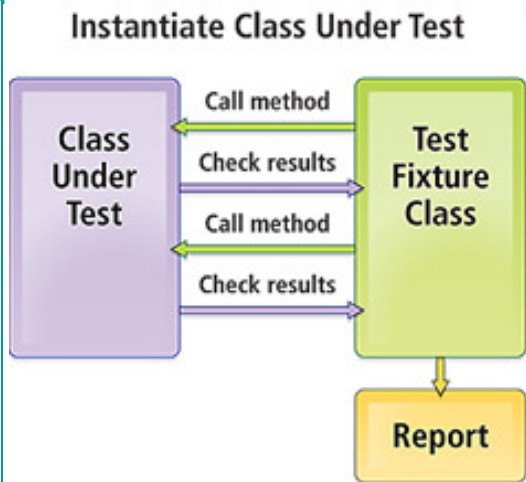 Instantiate Class Under Test
Call method
Class
Under
Test
Check results
Call method
Check results
Test
Fixture
Class
Report